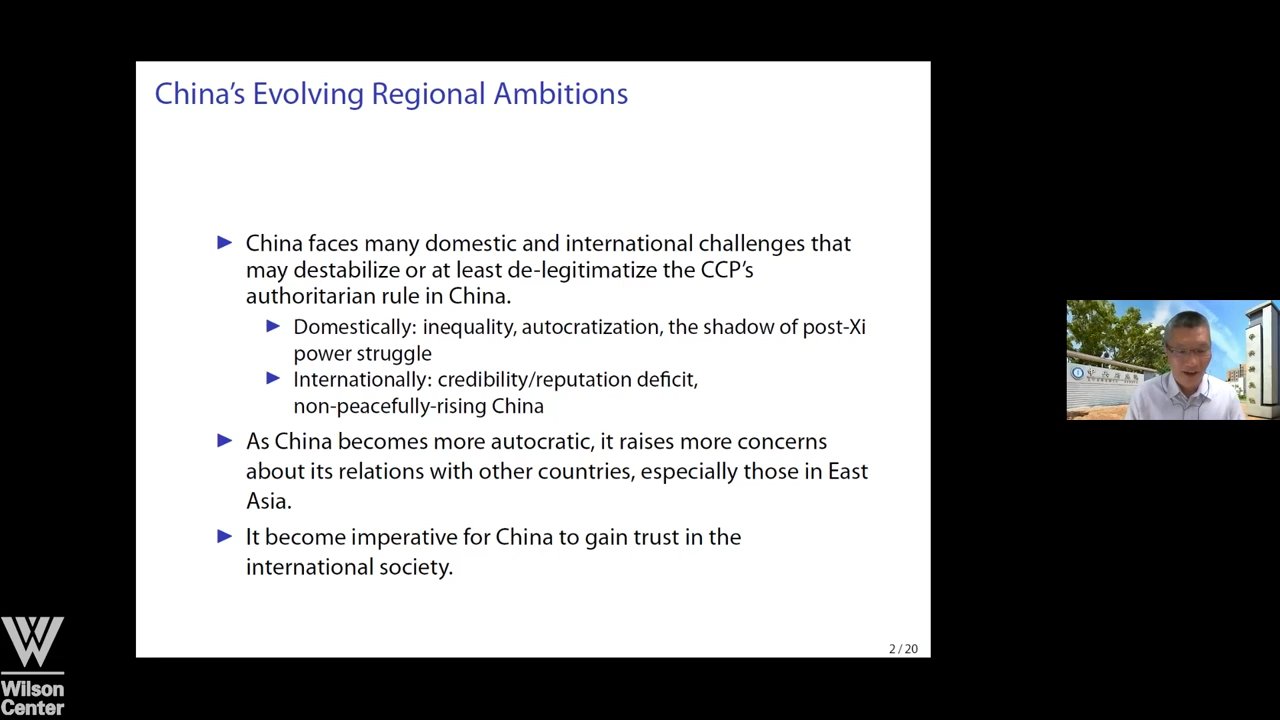 China's Evolving Regional Ambitions
China faces many domestic and international challenges that
may destabilize or at least de-legitimatize the CCP's
authoritarian rule in China.
Domestically: inequality, autocratization, the shadow of post-Xi
power struggle
Internationally: credibility/reputation deficit,
non-peacefully-rising China
As China becomes more autocratic, it raises more concerns
about its relations with other countries, especially those in East
Asia.
It become imperative for China to gain trust in the
international society.
2 / 20
Wilson
Center